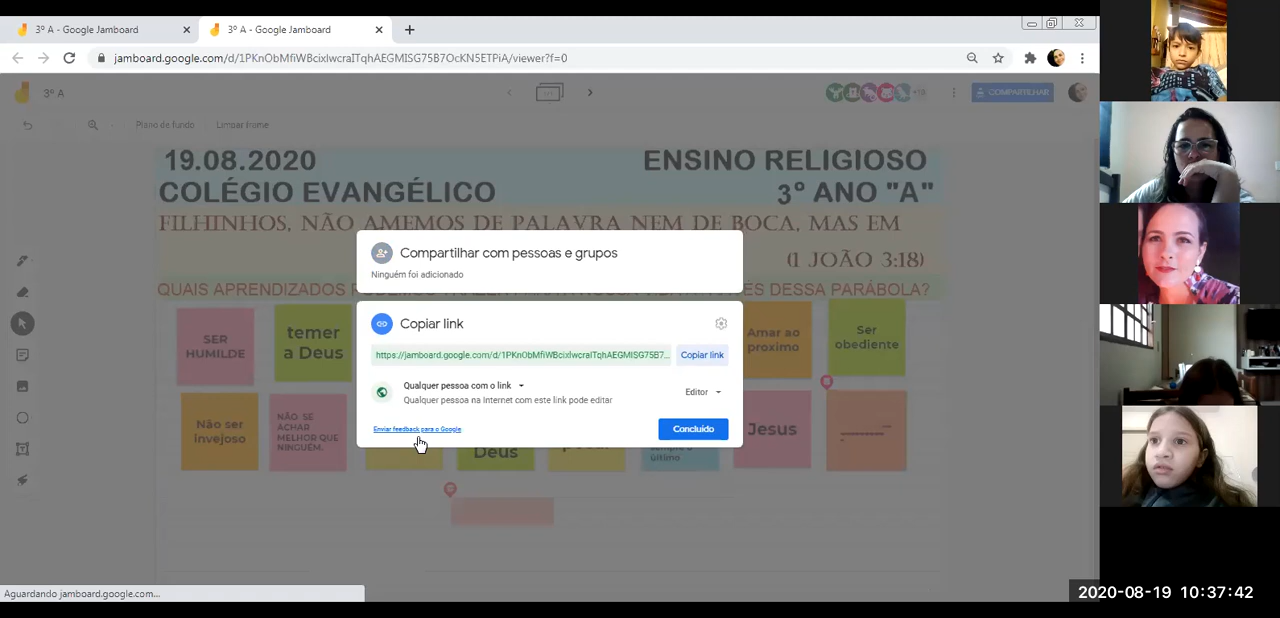 3º A - Google Jamboard
3º A - Google Jamboard
jamboard.google.com/d/1PKnObMfiWBcixlwcraITqhAEGMISG75B7OcKN5ETPiA/viewer?f=0
3º A
+18
COMPARTILHAR
Plano de fundo
Limpar frame
19.08.2020
ENSINO RELIGIOSO
COLÉGIO EVANGÉLICO
3º ANO "A"
FILHINHOS, NÃO AMEMOS DE PALAVRA NEM DE BOCA, MAS EM
(1 JOÃO 3:18)
QUAIS APRENDIZADOS
DESSA PARÁBOLA?
Compartilhar com pessoas e grupos
Ninguém foi adicionado
Copiar link
https://jamboard.google.com/d/1PKnObMfiWBcixlwcraITqhAEGMISG75B7...
Copiar link
Qualquer pessoa com o link
Qualquer pessoa na Internet com este link pode editar
Editor
Enviar feedback para o Google
Concluído
SER
HUMILDE
temer
a Deus
Amar ao
proximo
Ser
obediente
Não ser
invejoso
NÃO SE
ACHAR
MELHOR QUE
NINGUÉM.
Deus
último
Jesus
Aguardando jamboard.google.com...
2020-08-19 10:37:42